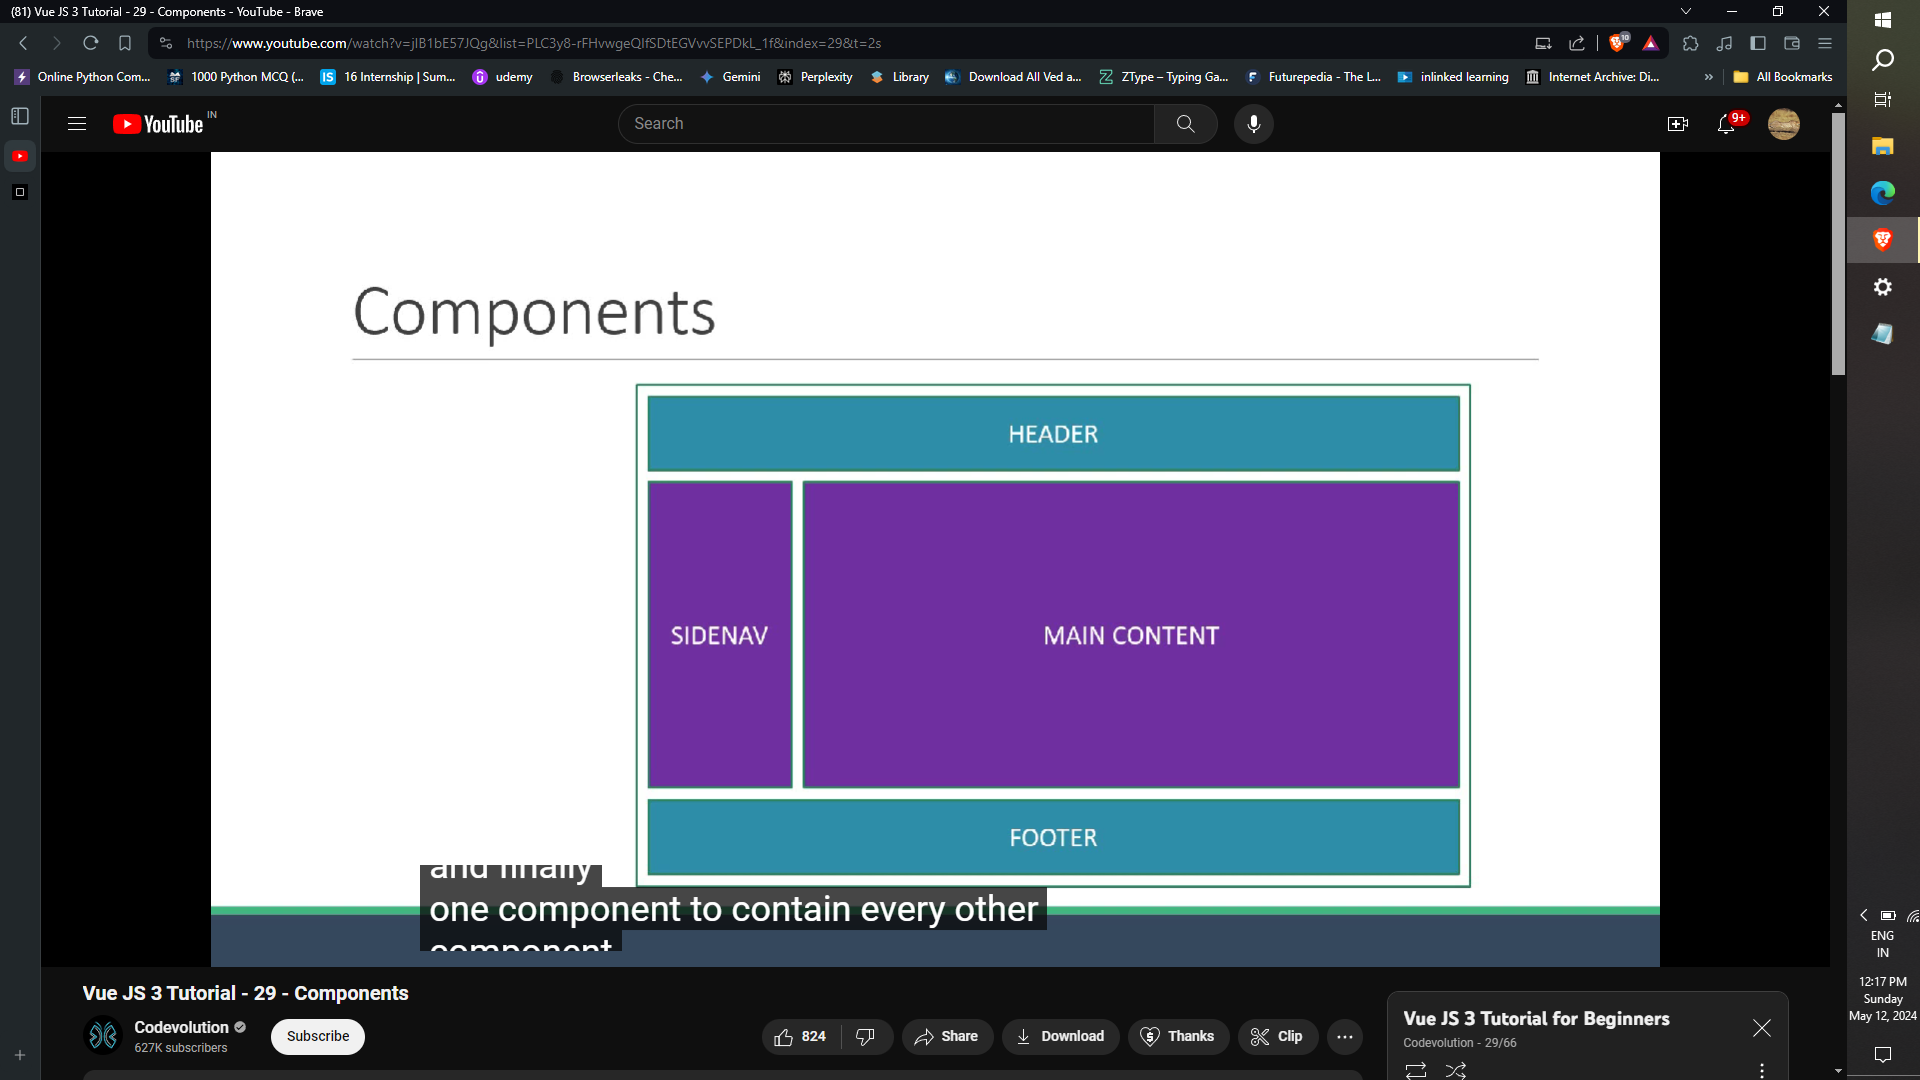 (81) Vue JS 3 Tutorial - 29 - Components - YouTube - Brave
https://www.youtube.com/watch?v=jIB1bE57JQg&list=PLC3y8-rFHvwgeQIfSDtEGVvvSEPDkL_1f&index=29&t=2s
10
Online Python Com... 1000 Python MCQ (... IS 16 Internship | Sum... udemy Browserleaks - Che... Gemini Perplexity Library Download All Ved a... ZType – Typing Ga... Futurepedia - The L... inlinked learning Internet Archive: Di... » All Bookmarks
YouTube IN
Search
9+
Components
HEADER
SIDENAV
MAIN CONTENT
FOOTER
and finally
one component to contain every other
component
Vue JS 3 Tutorial - 29 - Components
Codevolution
627K subscribers
Subscribe
824
Share
Download
Thanks
Clip
Vue JS 3 Tutorial for Beginners
Codevolution - 29/66
ENG
IN
12:17 PM
Sunday
May 12, 2024